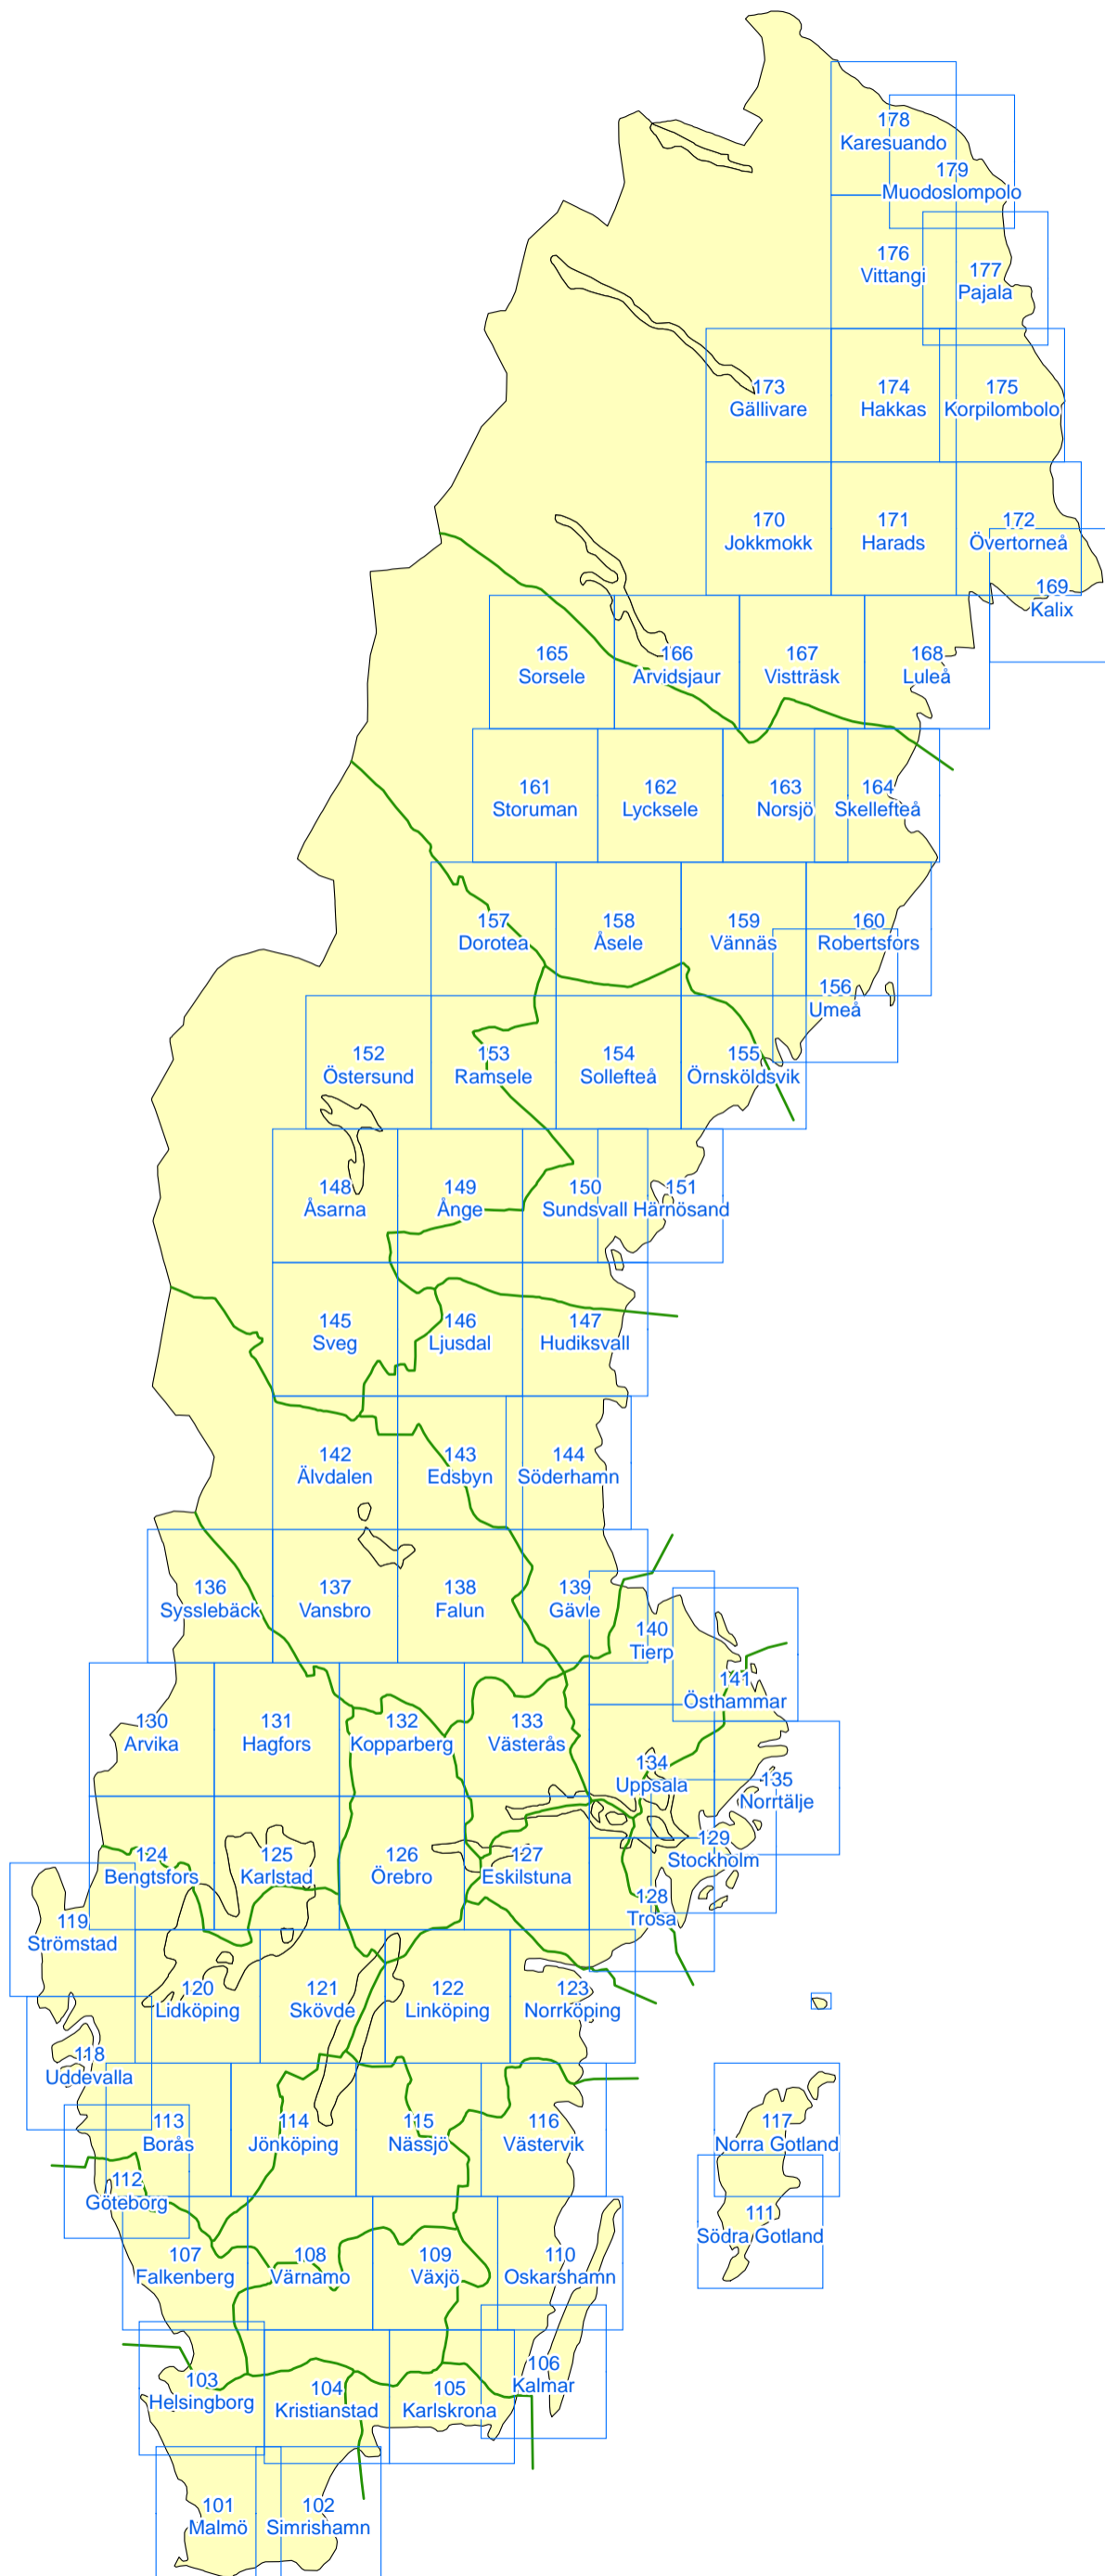 178
Karesuando
179
Muodoslompolo
176
Vittangi
177
Pajala
173
Gällivare
174
Hakkas
175
Korpilombolo
170
Jokkmokk
171
Harads
172
Övertorneå
169
Kalix
165
Sorsele
166
Arvidsjaur
167
Vistträsk
168
Luleå
161
Storuman
162
Lycksele
163
Norsjö
164
Skellefteå
157
Dorotea
158
Åsele
159
Vännäs
160
Robertsfors
156
Umeå
152
Östersund
153
Ramsele
154
Sollefteå
155
Örnsköldsvik
148
Åsarna
149
Ånge
150
Sundsvall
151
Härnösand
145
Sveg
146
Ljusdal
147
Hudiksvall
142
Älvdalen
143
Edsbyn
144
Söderhamn
136
Sysslebäck
137
Vansbro
138
Falun
139
Gävle
140
Tierp
141
Östhammar
130
Arvika
131
Hagfors
132
Kopparberg
133
Västerås
134
Uppsala
135
Norrtälje
124
Bengtsfors
125
Karlstad
126
Örebro
127
Eskilstuna
129
Stockholm
128
Trosa
119
Strömstad
120
Lidköping
121
Skövde
122
Linköping
123
Norrköping
118
Uddevalla
113
Borås
114
Jönköping
115
Nässjö
116
Västervik
117
Norra Gotland
112
Göteborg
111
Södra Gotland
107
Falkenberg
108
Värnamo
109
Växjö
110
Oskarshamn
106
Kalmar
103
Helsingborg
104
Kristianstad
105
Karlskrona
101
Malmö
102
Simrishamn